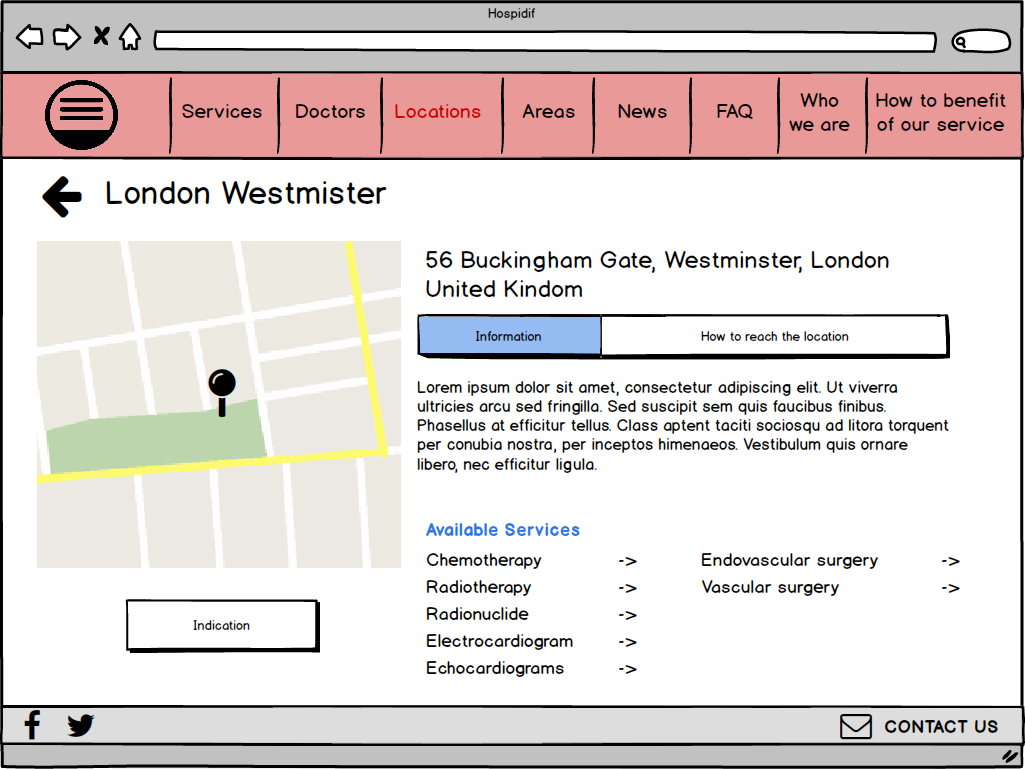 Hospidif
Services
Doctors
Locations
Areas
News
FAQ
Who
we are
How to benefit
of our service
London Westmister
56 Buckingham Gate, Westminster, London
United Kindom
Information
How to reach the location
Lorem ipsum dolor sit amet, consectetur adipiscing elit. Ut viverra
ultricies arcu sed fringilla. Sed suscipit sem quis faucibus finibus.
Phasellus at efficitur tellus. Class aptent taciti sociosqu ad litora torquent
per conubia nostra, per inceptos himenaeos. Vestibulum quis ornare
libero, nec efficitur ligula.
Available Services
Chemotherapy ->
Endovascular surgery ->
Radiotherapy ->
Vascular surgery ->
Radionuclide ->
Electrocardiogram ->
Echocardiograms ->
Indication
CONTACT US